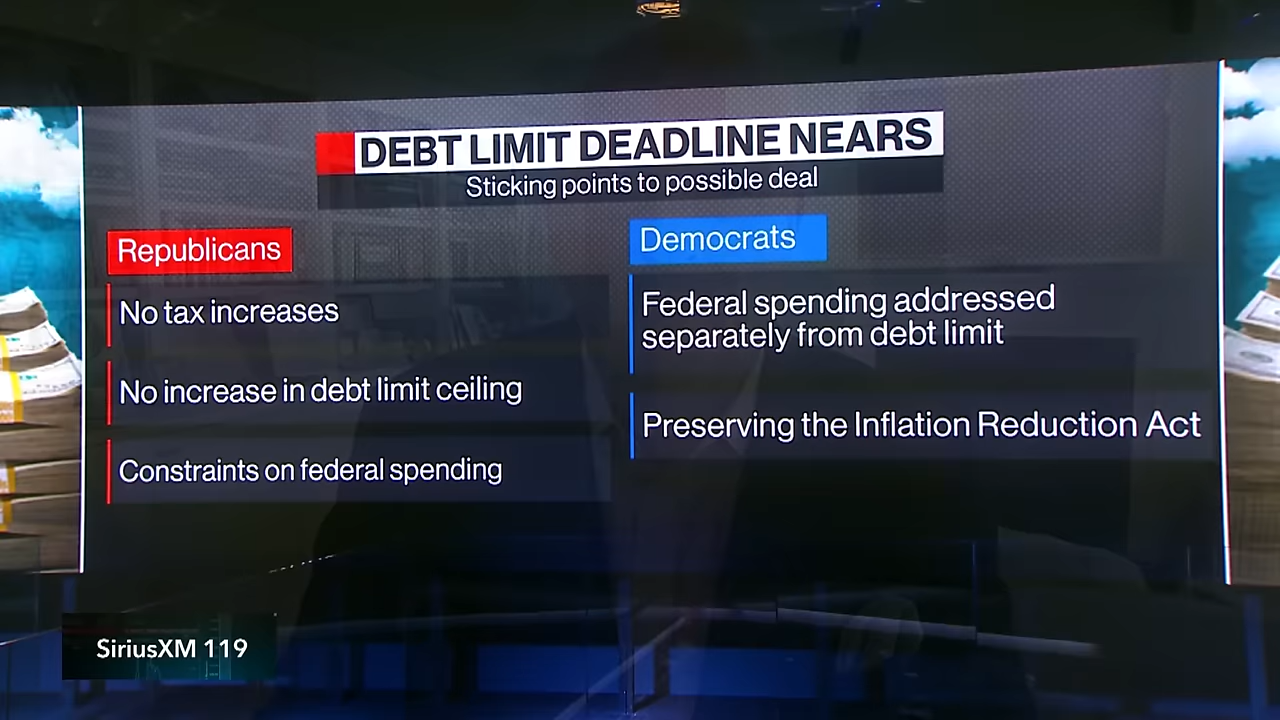 DEBT LIMIT DEADLINE NEARS
Sticking points to possible deal
Republicans
No tax increases
No increase in debt limit ceiling
Constraints on federal spending
Democrats
Federal spending addressed
separately from debt limit
Preserving the Inflation Reduction Act
SiriusXM 119